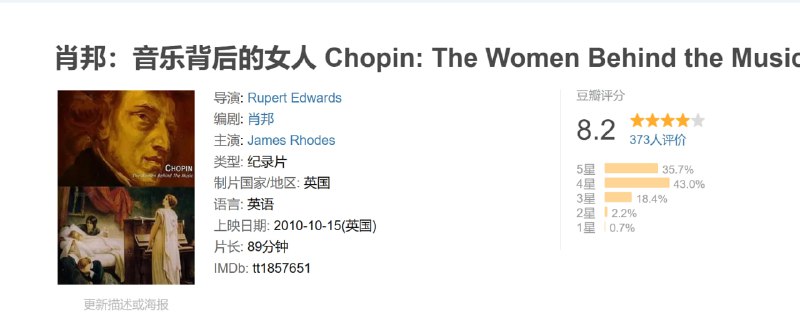 肖邦：音乐背后的女人 Chopin: The Women Behind the Music
CHOPIN
The Women Behind The Music
更新描述或海报
导演: Rupert Edwards
编剧: 肖邦
主演: James Rhodes
类型: 纪录片
制片国家/地区: 英国
语言: 英语
上映日期: 2010-10-15(英国)
片长: 89分钟
IMDb: tt1857651
豆瓣评分
8.2
373人评价
5星 35.7%
4星 43.0%
3星 18.4%
2星 2.2%
1星 0.7%